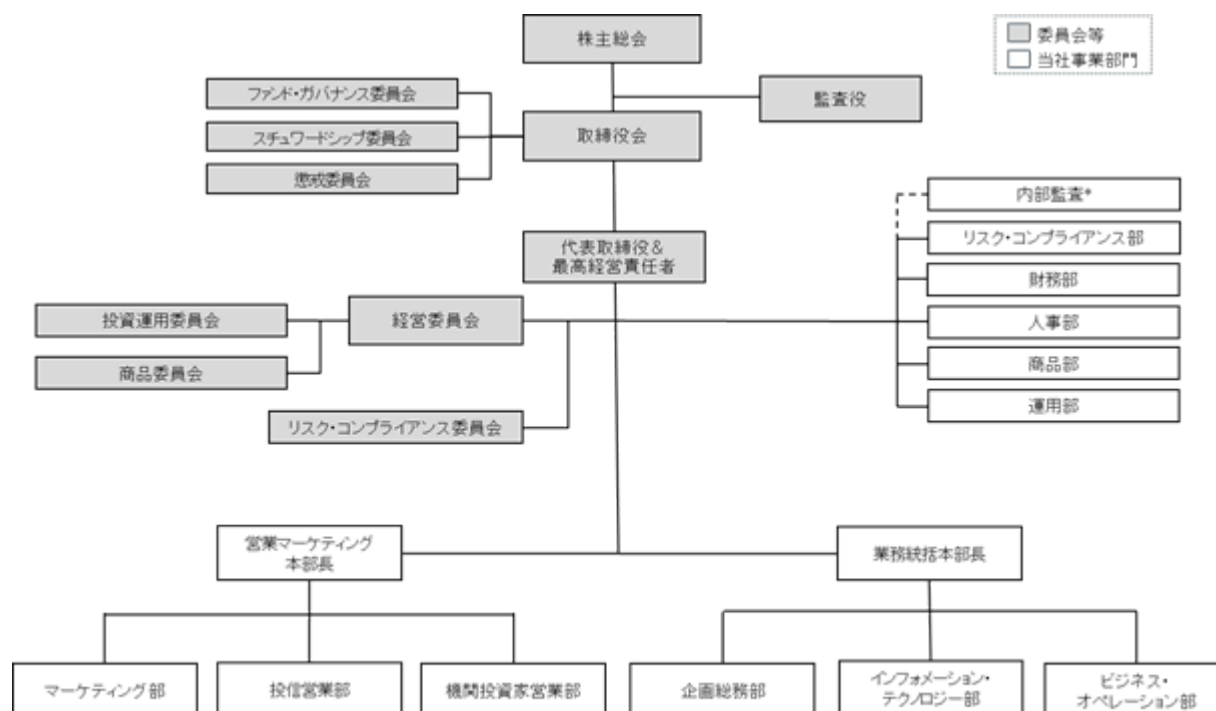 株主総会
委員会等
当社事業部門
ファンド・ガバナンス委員会
監査役
スチュワードシップ委員会
取締役会
懲戒委員会
内部監査*
リスク・コンプライアンス部
代表取締役&
最高経営責任者
財務部
投資運用委員会
経営委員会
人事部
商品委員会
商品部
運用部
リスク・コンプライアンス委員会
営業マーケティング
本部長
業務統括本部長
マーケティング部
投信営業部
機関投資家営業部
企画総務部
インフォメーション・
テクノロジー部
ビジネス・
オペレーション部